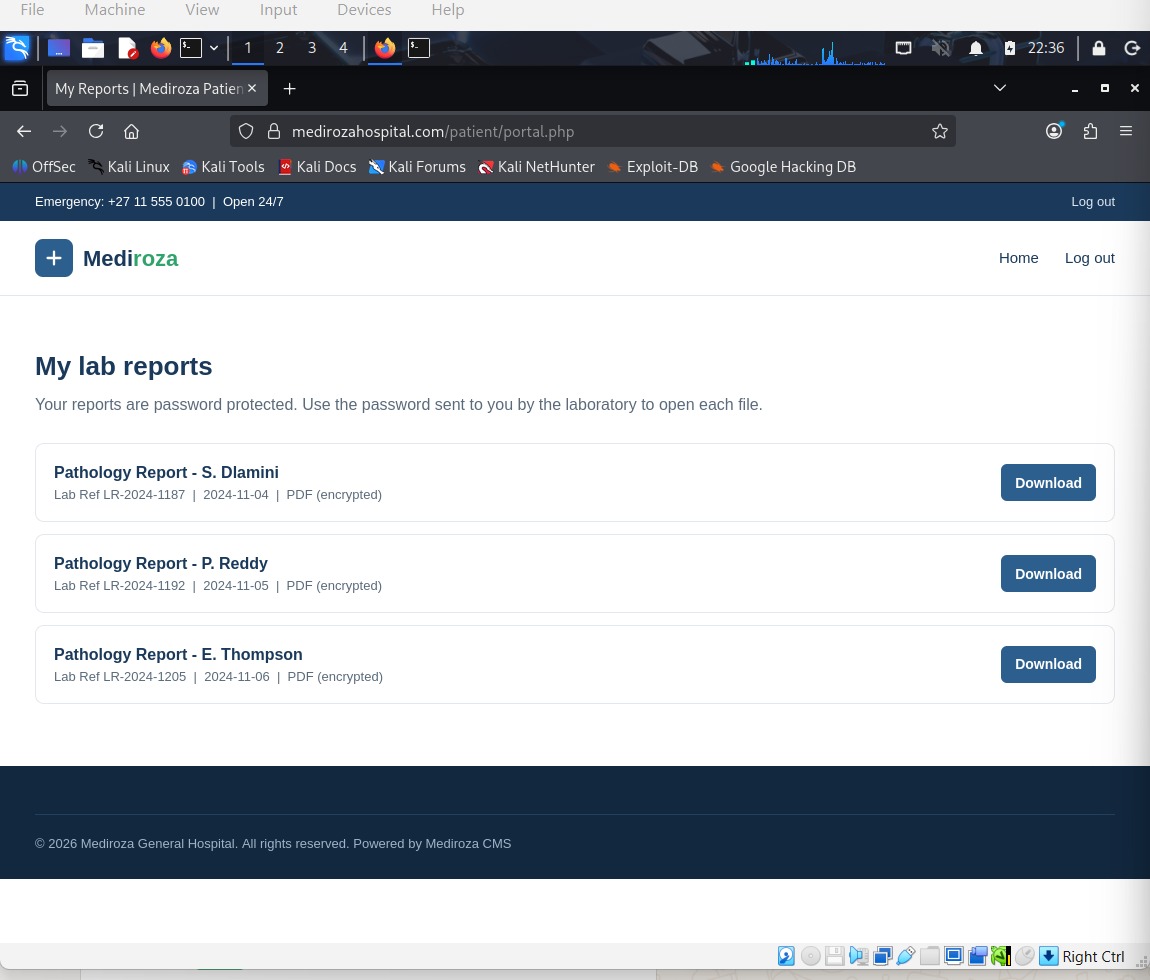 File Machine View Input Devices Help
1 2 3 4 22:36
My Reports | Mediroza Patien
medirozahospital.com/patient/portal.php
OffSec Kali Linux Kali Tools Kali Docs Kali Forums Kali NetHunter Exploit-DB Google Hacking DB
Emergency: +27 11 555 0100 | Open 24/7 Log out
Mediroza Home Log out
My lab reports
Your reports are password protected. Use the password sent to you by the laboratory to open each file.
Pathology Report - S. Dlamini
Lab Ref LR-2024-1187 | 2024-11-04 | PDF (encrypted)
Download
Pathology Report - P. Reddy
Lab Ref LR-2024-1192 | 2024-11-05 | PDF (encrypted)
Download
Pathology Report - E. Thompson
Lab Ref LR-2024-1205 | 2024-11-06 | PDF (encrypted)
Download
© 2026 Mediroza General Hospital. All rights reserved. Powered by Mediroza CMS
Right Ctrl